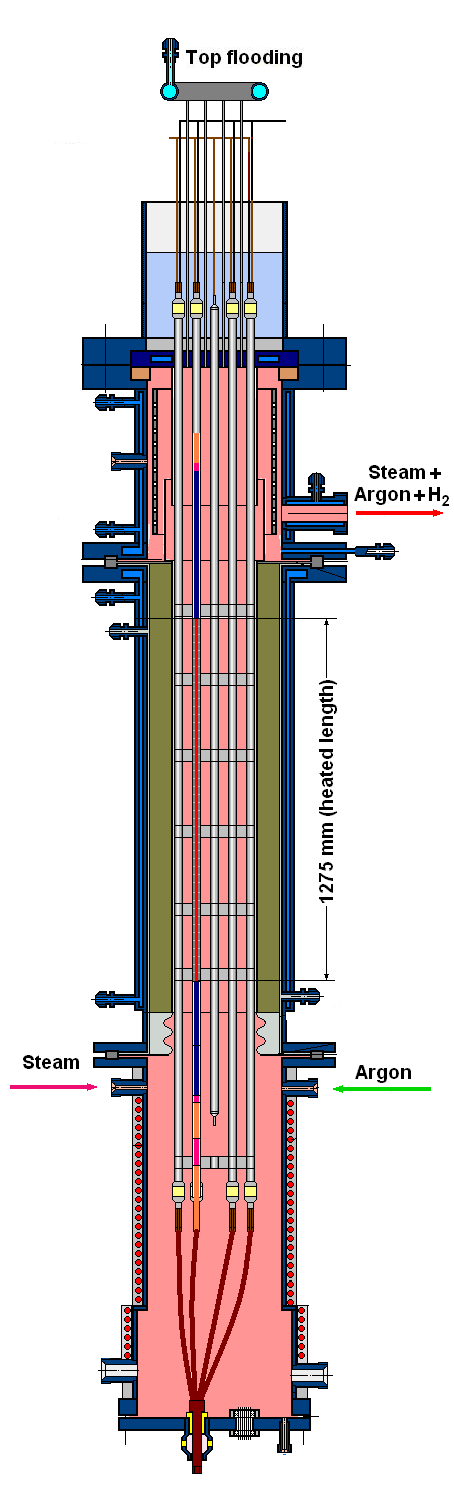 Top flooding
Steam +
Argon + H₂
1275 mm (heated length)
Steam
Argon